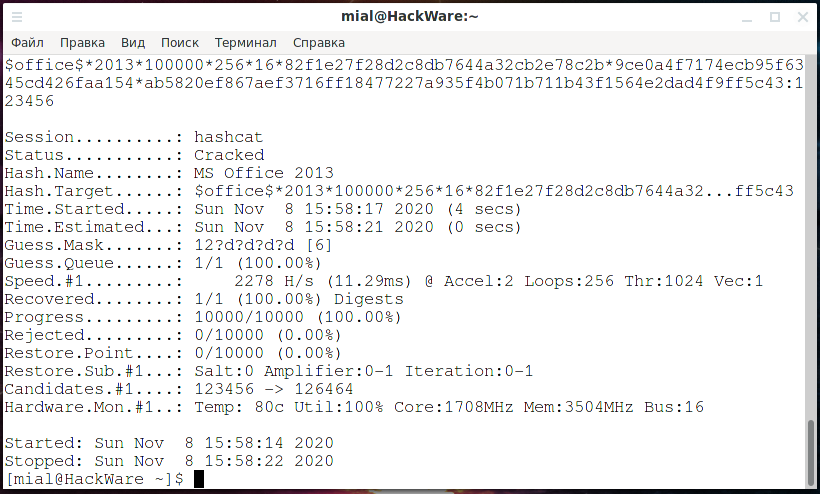 mial@HackWare:~
Файл Правка Вид Поиск Терминал Справка
$office$*2013*100000*256*16*82f1e27f28d2c8db7644a32cb2e78c2b*9ce0a4f7174ecb95f63
45cd426faa154*ab5820ef867aef3716ff18477227a935f4b071b711b43f1564e2dad4f9ff5c43:1
23456
Session..........: hashcat
Status...........: Cracked
Hash.Name........: MS Office 2013
Hash.Target......: $office$*2013*100000*256*16*82f1e27f28d2c8db7644a32...ff5c43
Time.Started.....: Sun Nov  8 15:58:17 2020 (4 secs)
Time.Estimated...: Sun Nov  8 15:58:21 2020 (0 secs)
Guess.Mask.......: 12?d?d?d?d [6]
Guess.Queue......: 1/1 (100.00%)
Speed.#1.........:     2278 H/s (11.29ms) @ Accel:2 Loops:256 Thr:1024 Vec:1
Recovered........: 1/1 (100.00%) Digests
Progress.........: 10000/10000 (100.00%)
Rejected.........: 0/10000 (0.00%)
Restore.Point....: 0/10000 (0.00%)
Restore.Sub.#1...: Salt:0 Amplifier:0-1 Iteration:0-1
Candidates.#1....: 123456 -> 126464
Hardware.Mon.#1..: Temp: 80c Util:100% Core:1708MHz Mem:3504MHz Bus:16
Started: Sun Nov  8 15:58:14 2020
Stopped: Sun Nov  8 15:58:22 2020
[mial@HackWare ~]$